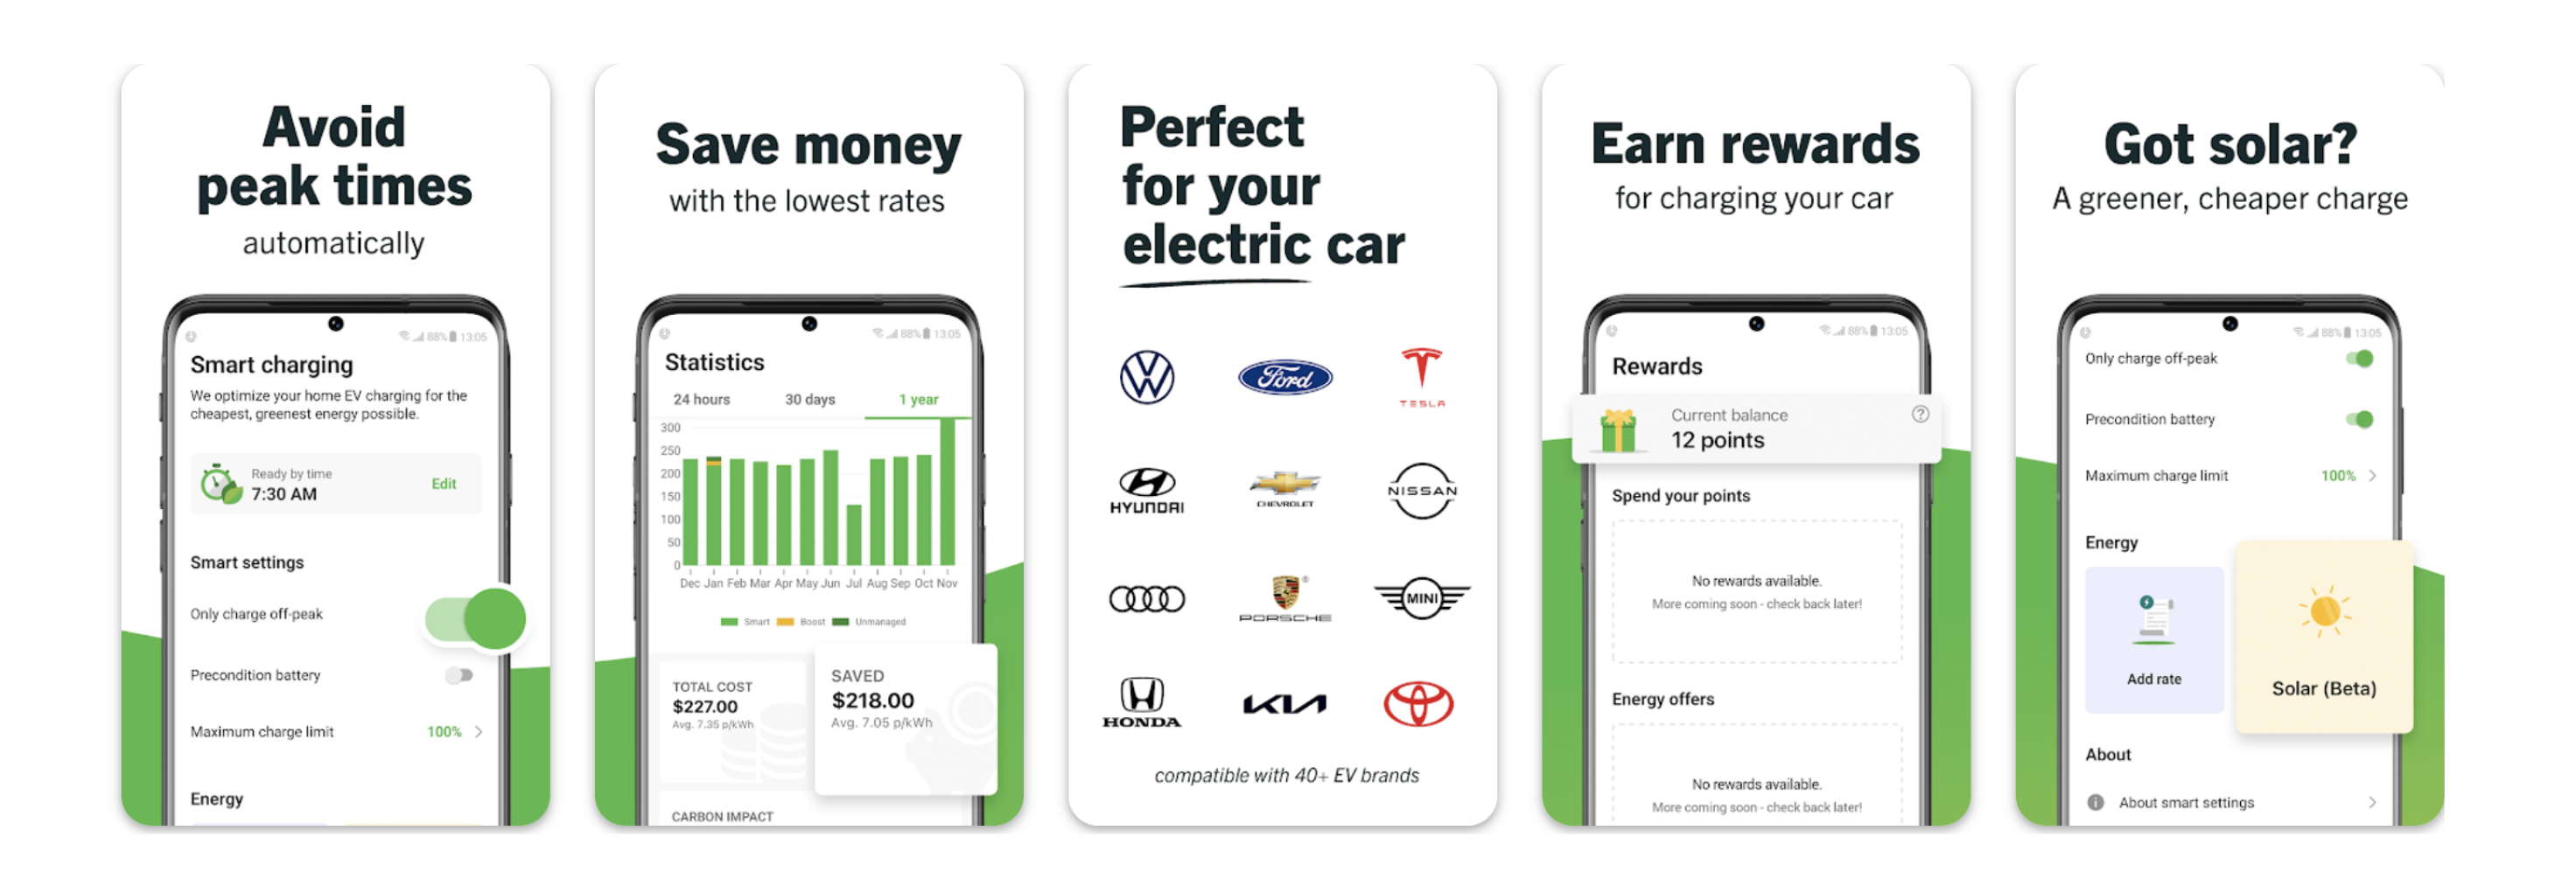 Avoid
peak times
automatically
88% 13:05
Smart charging
We optimize your home EV charging for the
cheapest, greenest energy possible.
Ready by time
7:30 AM
Edit
Smart settings
Only charge off-peak
Precondition battery
Maximum charge limit 100%
Energy
Save money
with the lowest rates
88% 13:05
Statistics
24 hours 30 days 1 year
300
250
200
150
100
50
0
Dec Jan Feb Mar Apr May Jun Jul Aug Sep Oct Nov
Smart Boost Unmanaged
TOTAL COST
$227.00
Avg. 7.35 p/kWh
SAVED
$218.00
Avg. 7.05 p/kWh
CARBON IMPACT
Perfect
for your
electric car
Ford
TESLA
HYUNDAI
CHEVROLET
NISSAN
PORSCHE
MINI
HONDA
KIA
compatible with 40+ EV brands
Earn rewards
for charging your car
88% 13:05
Rewards
Current balance
12 points
?
Spend your points
No rewards available.
More coming soon - check back later!
Energy offers
No rewards available.
More coming soon - check back later!
Got solar?
A greener, cheaper charge
88% 13:05
Only charge off-peak
Precondition battery
Maximum charge limit 100%
Energy
Add rate
Solar (Beta)
About
About smart settings